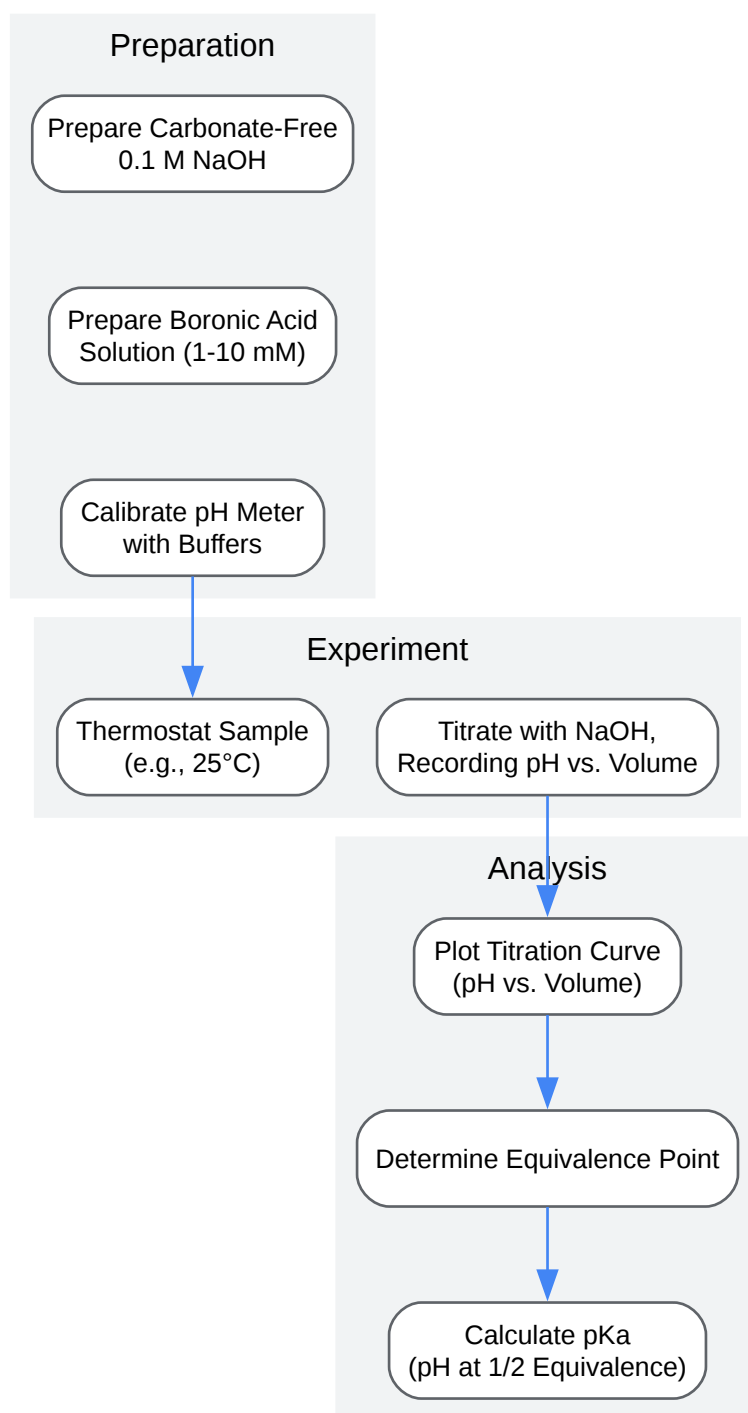 Preparation
Prepare Carbonate-Free
0.1 M NaOH
Prepare Boronic Acid
Solution (1-10 mM)
Calibrate pH Meter
with Buffers
Experiment
Thermostat Sample
(e.g., 25°C)
Titrate with NaOH,
Recording pH vs. Volume
Analysis
Plot Titration Curve
(pH vs. Volume)
Determine Equivalence Point
Calculate pKa
(pH at 1/2 Equivalence)